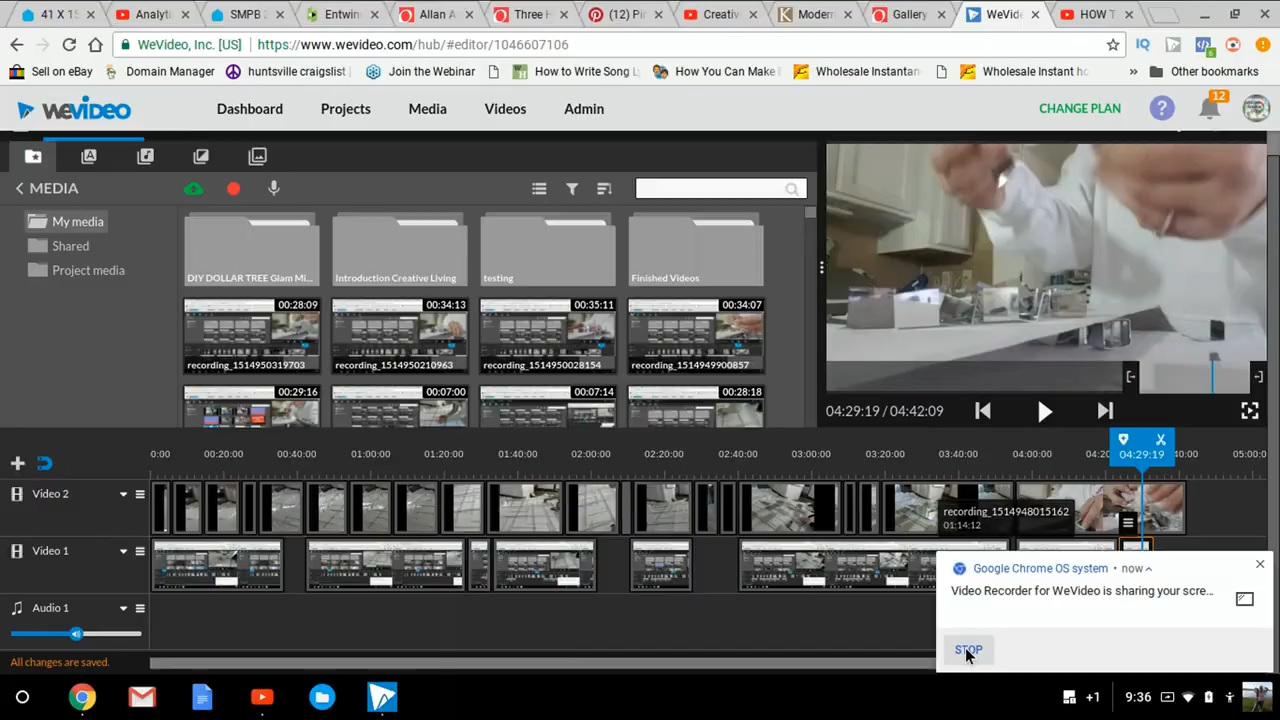 41 X 1
Analyti
SMPB
Entwin
Allan A
Three H
(12) Pi
Creativ
Modern
Gallery
WeVid
HOW T
WeVideo, Inc. [US]
https://www.wevideo.com/hub/#editor/1046607106
Sell on eBay
Domain Manager
huntsville craigslist
Join the Webinar
How to Write Song L
How You Can Make
Wholesale Instantan
Wholesale Instant h
Other bookmarks
wevideo
Dashboard
Projects
Media
Videos
Admin
CHANGE PLAN
12
MEDIA
My media
Shared
Project media
DIY DOLLAR TREE Glam Mi...
Introduction Creative Living
testing
Finished Videos
00:28:09
00:34:13
00:35:11
00:34:07
recording_1514950319703
recording_1514950210963
recording_1514950028154
recording_1514949900857
00:29:16
00:07:00
00:07:14
00:28:18
04:29:19 / 04:42:09
04:29:19
0:00
00:20:00
00:40:00
01:00:00
01:20:00
01:40:00
02:00:00
02:20:00
02:40:00
03:00:00
03:20:00
03:40:00
04:00:00
04:20
40:00
05:00:0
Video 2
recording_1514948015162
01:14:12
Video 1
Audio 1
All changes are saved.
Google Chrome OS system • now
Video Recorder for WeVideo is sharing your scre...
STOP
+1
9:36